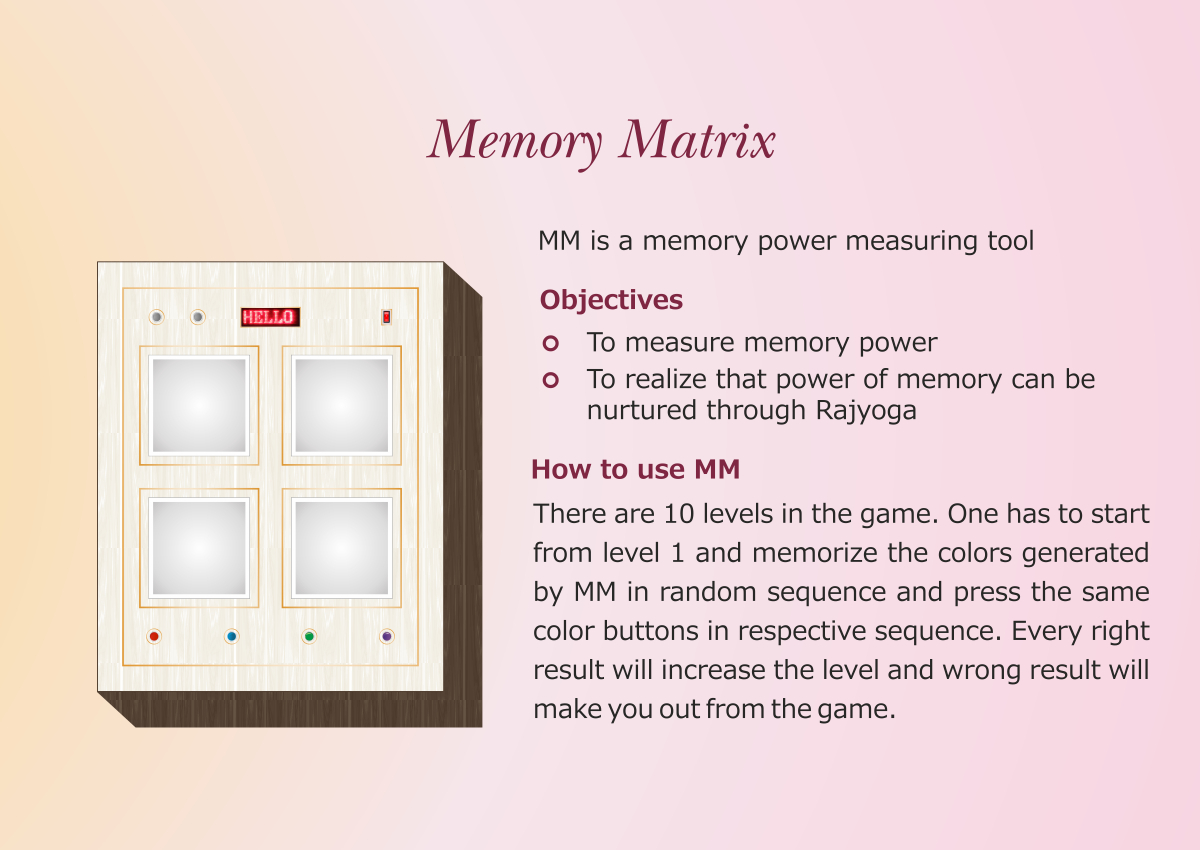 Memory Matrix
MM is a memory power measuring tool
Objectives
To measure memory power
To realize that power of memory can be
nurtured through Rajyoga
How to use MM
There are 10 levels in the game. One has to start
from level 1 and memorize the colors generated
by MM in random sequence and press the same
color buttons in respective sequence. Every right
result will increase the level and wrong result will
make you out from the game.
HELLO